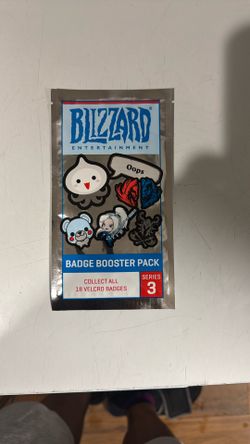 BLIZZARD
ENTERTAINMENT
Oops
BADGE BOOSTER PACK
COLLECT ALL
18 VELCRO BADGES
SERIES
3